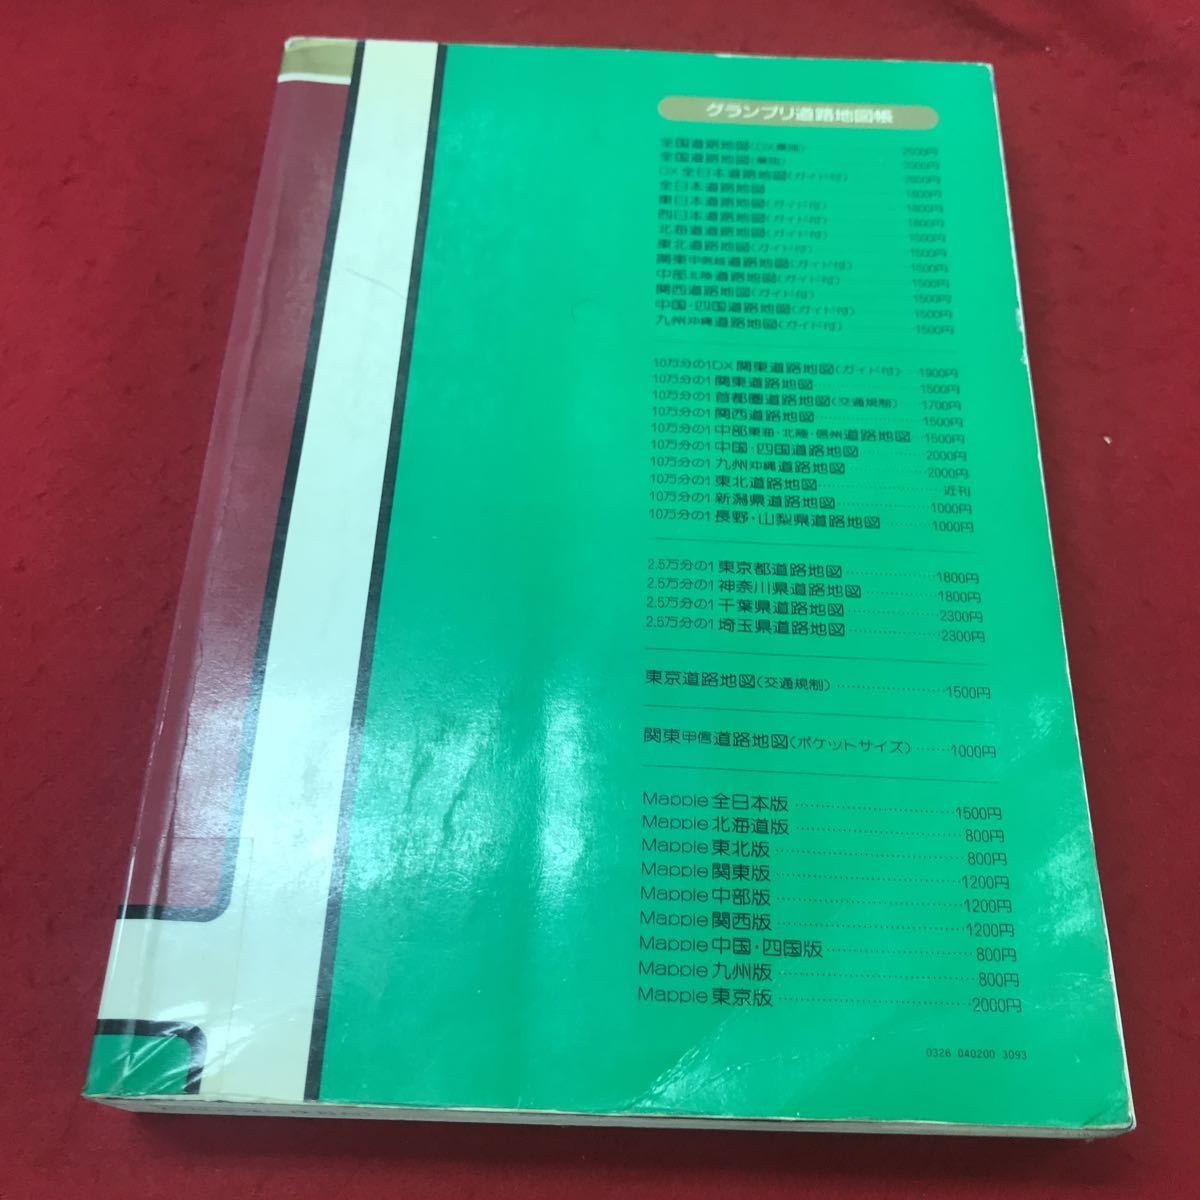 グランプリ道路地図帳
全国道路地図(DX専地) 2500円
全国道路地図
DX全日本道路地図(ガイド付)
全日本道路地図 1800円
東日本道路地図(ガイド付) 1800円
西日本道路地図(ガイド付) 1800円
北海道道路地図(ガイド付) 1500円
東北道路地図(ガイド付) 1500円
関東甲信越道路地図(ガイド付) 1500円
中部北陸道路地図(ガイド付) 1500円
関西道路地図(ガイド付) 1500円
中国・四国道路地図(ガイド付) 1500円
九州沖縄道路地図(ガイド付) 1500円
10万分の1DX関東道路地図(ガイド付) 1900円
10万分の1関東道路地図 1500円
10万分の1首都圏道路地図(交通規制) 1700円
10万分の1関西道路地図 1500円
10万分の1中部東海・北陸・信州道路地図 1500円
10万分の1中国・四国道路地図 2000円
10万分の1九州沖縄道路地図 2000円
10万分の1東北道路地図 近刊
10万分の1新潟県道路地図 1000円
10万分の1長野・山梨県道路地図 1000円
2.5万分の1東京都道路地図 1800円
2.5万分の1神奈川県道路地図 1800円
2.5万分の1千葉県道路地図 2300円
2.5万分の1埼玉県道路地図 2300円
東京道路地図(交通規制) 1500円
関東甲信道路地図(ポケットサイズ) 1000円
Mapple全日本版 1500円
Mapple北海道版 800円
Mapple東北版 800円
Mapple関東版 1200円
Mapple中部版 1200円
Mapple関西版 1200円
Mapple中国・四国版 800円
Mapple九州版 800円
Mapple東京版 2000円
0326 040200 3093